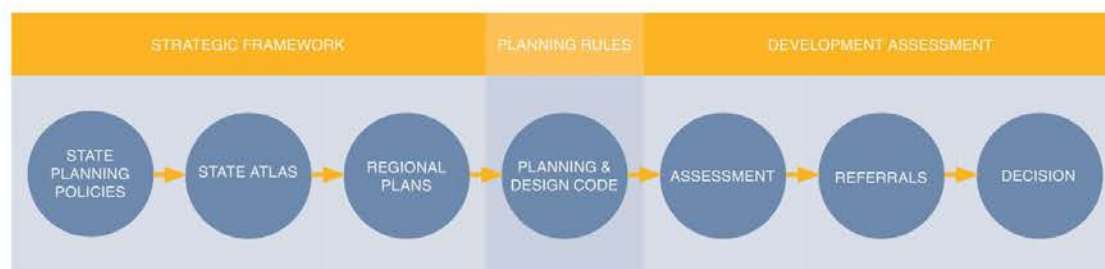 STRATEGIC FRAMEWORK
PLANNING RULES
DEVELOPMENT ASSESSMENT
STATE
PLANNING
POLICIES
STATE ATLAS
REGIONAL
PLANS
PLANNING &
DESIGN CODE
ASSESSMENT
REFERRALS
DECISION